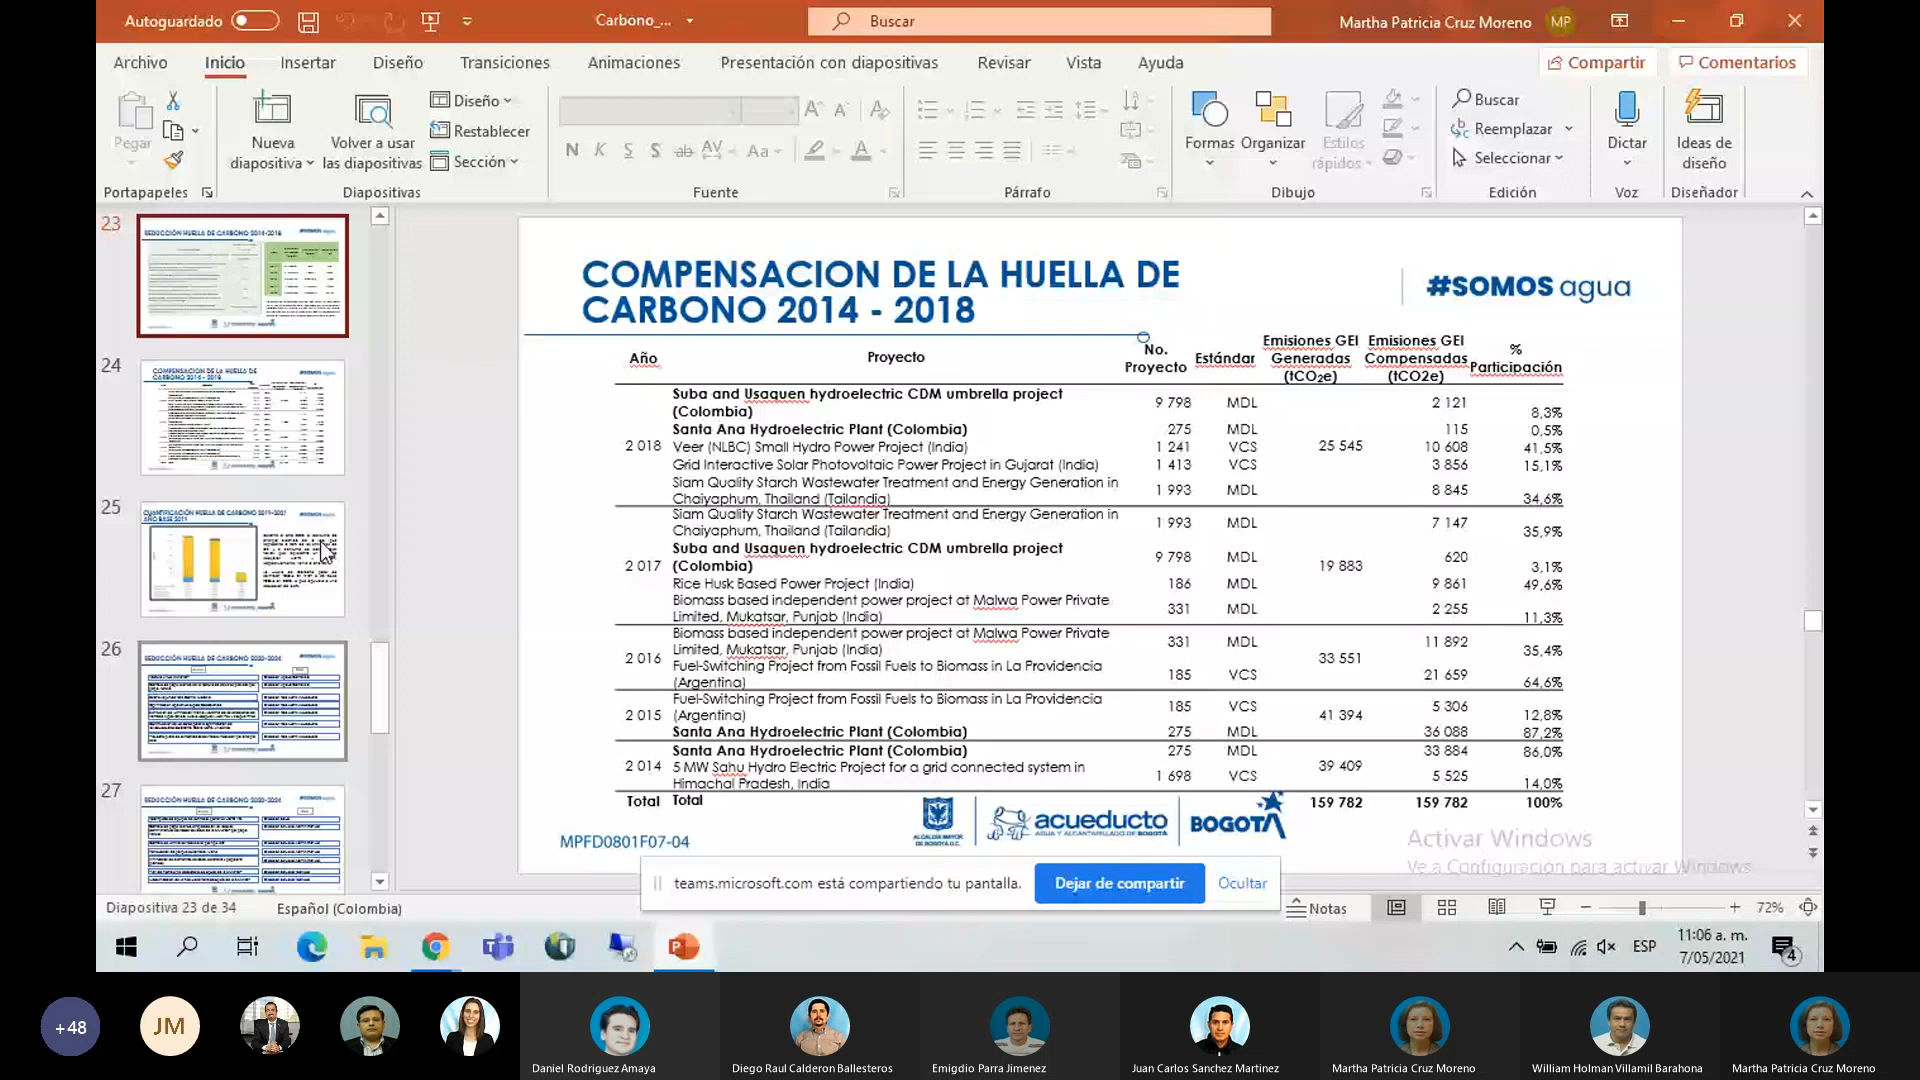 Autoguardado
Carbono_...
Buscar
Martha Patricia Cruz Moreno
MP
Archivo
Inicio
Insertar
Diseño
Transiciones
Animaciones
Presentación con diapositivas
Revisar
Vista
Ayuda
Compartir
Comentarios
Pegar
Nueva
diapositiva
Volver a usar
las diapositivas
Diseño
Restablecer
Sección
Formas
Organizar
Estilos
rápidos
Buscar
Reemplazar
Seleccionar
Dictar
Ideas de
diseño
Portapapeles
Diapositivas
Fuente
Párrafo
Dibujo
Edición
Voz
Diseñador
23
24
25
26
27
COMPENSACION DE LA HUELLA DE
CARBONO 2014 - 2018
#SOMOS agua
Año
Proyecto
No.
Proyecto
Estándar
Emisiones GEI
Generadas
(tCO₂e)
Emisiones GEI
Compensadas
(tCO2e)
%
Participación
2 018
Suba and Usaquen hydroelectric CDM umbrella project
(Colombia) 9 798 MDL 2 121 8,3%
Santa Ana Hydroelectric Plant (Colombia) 275 MDL 115 0,5%
Veer (NLBC) Small Hydro Power Project (India) 1 241 VCS 25 545 10 608 41,5%
Grid Interactive Solar Photovoltaic Power Project in Gujarat (India) 1 413 VCS 3 856 15,1%
Siam Quality Starch Wastewater Treatment and Energy Generation in
Chaiyaphum, Thailand (Tailandia) 1 993 MDL 8 845 34,6%
2 017
Siam Quality Starch Wastewater Treatment and Energy Generation in
Chaiyaphum, Thailand (Tailandia) 1 993 MDL 7 147 35,9%
Suba and Usaquen hydroelectric CDM umbrella project
(Colombia) 9 798 MDL 19 883 620 3,1%
Rice Husk Based Power Project (India) 186 MDL 9 861 49,6%
Biomass based independent power project at Malwa Power Private
Limited, Mukatsar, Punjab (India) 331 MDL 2 255 11,3%
2 016
Biomass based independent power project at Malwa Power Private
Limited, Mukatsar, Punjab (India) 331 MDL 33 551 11 892 35,4%
Fuel-Switching Project from Fossil Fuels to Biomass in La Providencia
(Argentina) 185 VCS 21 659 64,6%
2 015
Fuel-Switching Project from Fossil Fuels to Biomass in La Providencia
(Argentina) 185 VCS 41 394 5 306 12,8%
Santa Ana Hydroelectric Plant (Colombia) 275 MDL 36 088 87,2%
2 014
Santa Ana Hydroelectric Plant (Colombia) 275 MDL 39 409 33 884 86,0%
5 MW Sahu Hydro Electric Project for a grid connected system in
Himachal Pradesh, India 1 698 VCS 5 525 14,0%
Total Total 159 782 159 782 100%
MPFD0801F07-04
ALCALDÍA MAYOR
DE BOGOTÁ D.C.
acueducto
AGUA Y ALCANTARILLADO DE BOGOTÁ
BOGOTÁ
Activar Windows
Ve a Configuración para activar Windows
teams.microsoft.com está compartiendo tu pantalla.
Dejar de compartir
Ocultar
Diapositiva 23 de 34
Español (Colombia)
Notas
72%
ESP
11:06 a. m.
7/05/2021
4
+48
JM
Daniel Rodriguez Amaya
Diego Raul Calderon Ballesteros
Emigdio Parra Jimenez
Juan Carlos Sanchez Martinez
Martha Patricia Cruz Moreno
William Holman Villamil Barahona
Martha Patricia Cruz Moreno